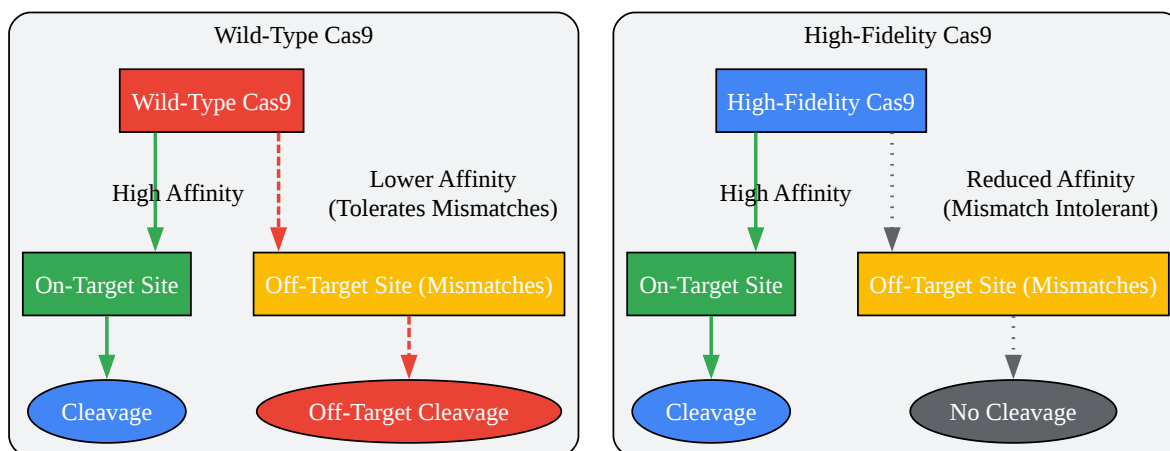 Wild-Type Cas9
Wild-Type Cas9
High Affinity
Lower Affinity
(Tolerates Mismatches)
On-Target Site
Off-Target Site (Mismatches)
Cleavage
Off-Target Cleavage
High-Fidelity Cas9
High-Fidelity Cas9
High Affinity
Reduced Affinity
(Mismatch Intolerant)
On-Target Site
Off-Target Site (Mismatches)
Cleavage
No Cleavage